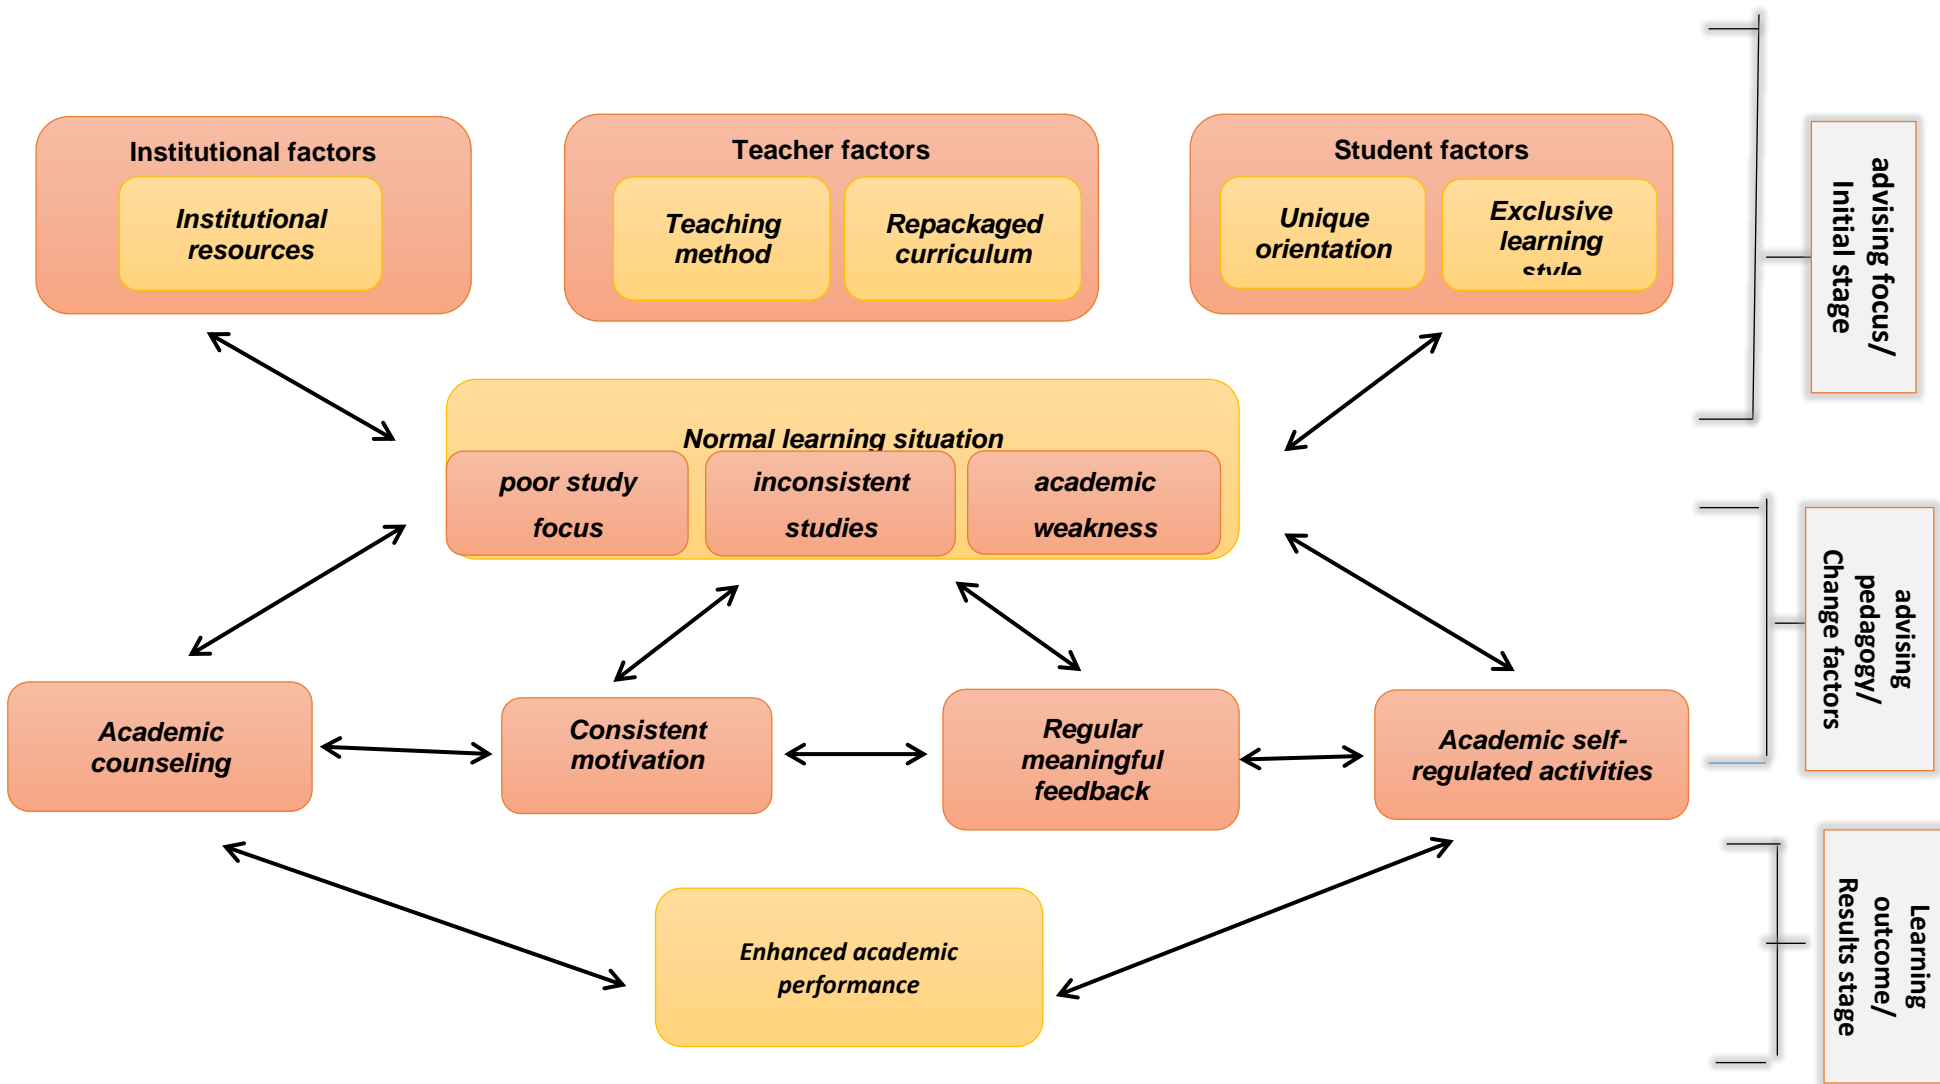 Institutional factors
Institutional
resources
Teacher factors
Teaching
method
Repackaged
curriculum
Student factors
Unique
orientation
Exclusive
learning
style
advising focus/
Initial stage
Normal learning situation
poor study
focus
inconsistent
studies
academic
weakness
advising
pedagogy/
Change factors
Academic
counseling
Consistent
motivation
Regular
meaningful
feedback
Academic self-
regulated activities
Enhanced academic
performance
Learning
outcome/
Results stage